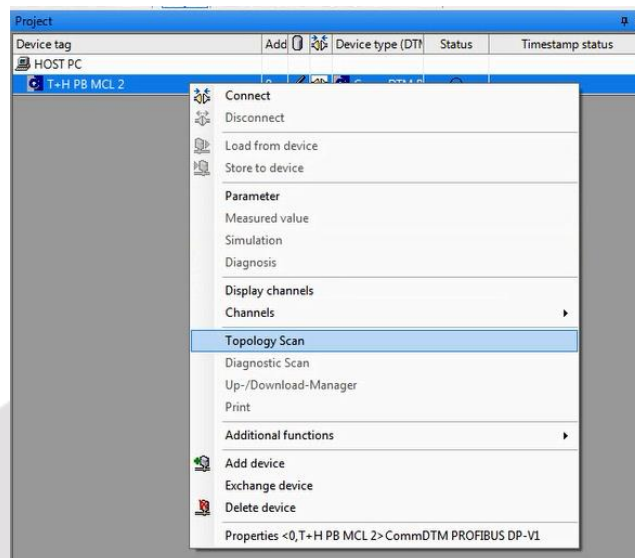 Project
Device tag Add Device type (DTM Status Timestamp status
HOST PC
T+H PB MCL 2
Connect
Disconnect
Load from device
Store to device
Parameter
Measured value
Simulation
Diagnosis
Display channels
Channels
Topology Scan
Diagnostic Scan
Up-/Download-Manager
Print
Additional functions
Add device
Exchange device
Delete device
Properties <0,T+H PB MCL 2> CommDTM PROFIBUS DP-V1